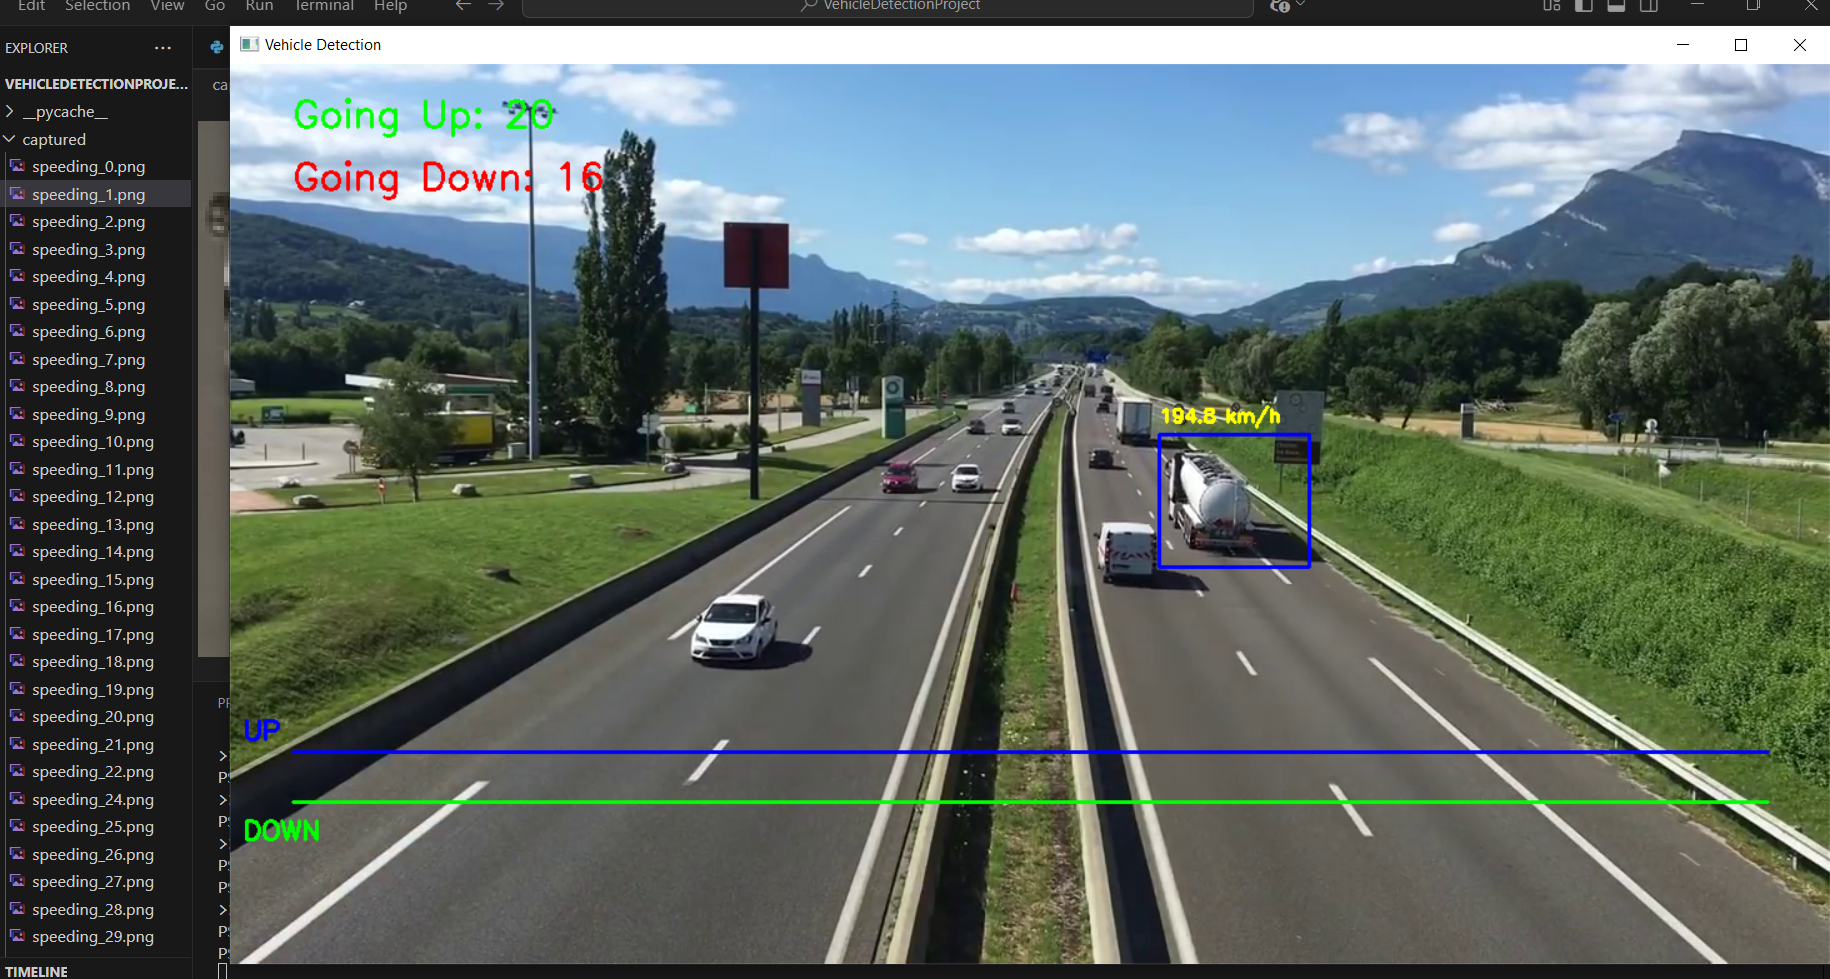 Edit Selection View Go Run Terminal Help
VehicleDetectionProject
EXPLORER
VEHICLEDETECTIONPROJE...
__pycache__
captured
speeding_0.png
speeding_1.png
speeding_2.png
speeding_3.png
speeding_4.png
speeding_5.png
speeding_6.png
speeding_7.png
speeding_8.png
speeding_9.png
speeding_10.png
speeding_11.png
speeding_12.png
speeding_13.png
speeding_14.png
speeding_15.png
speeding_16.png
speeding_17.png
speeding_18.png
speeding_19.png
speeding_20.png
speeding_21.png
speeding_22.png
speeding_24.png
speeding_25.png
speeding_26.png
speeding_27.png
speeding_28.png
speeding_29.png
TIMELINE
ca
Vehicle Detection
Going Up: 20
Going Down: 16
194.8 km/h
UP
DOWN